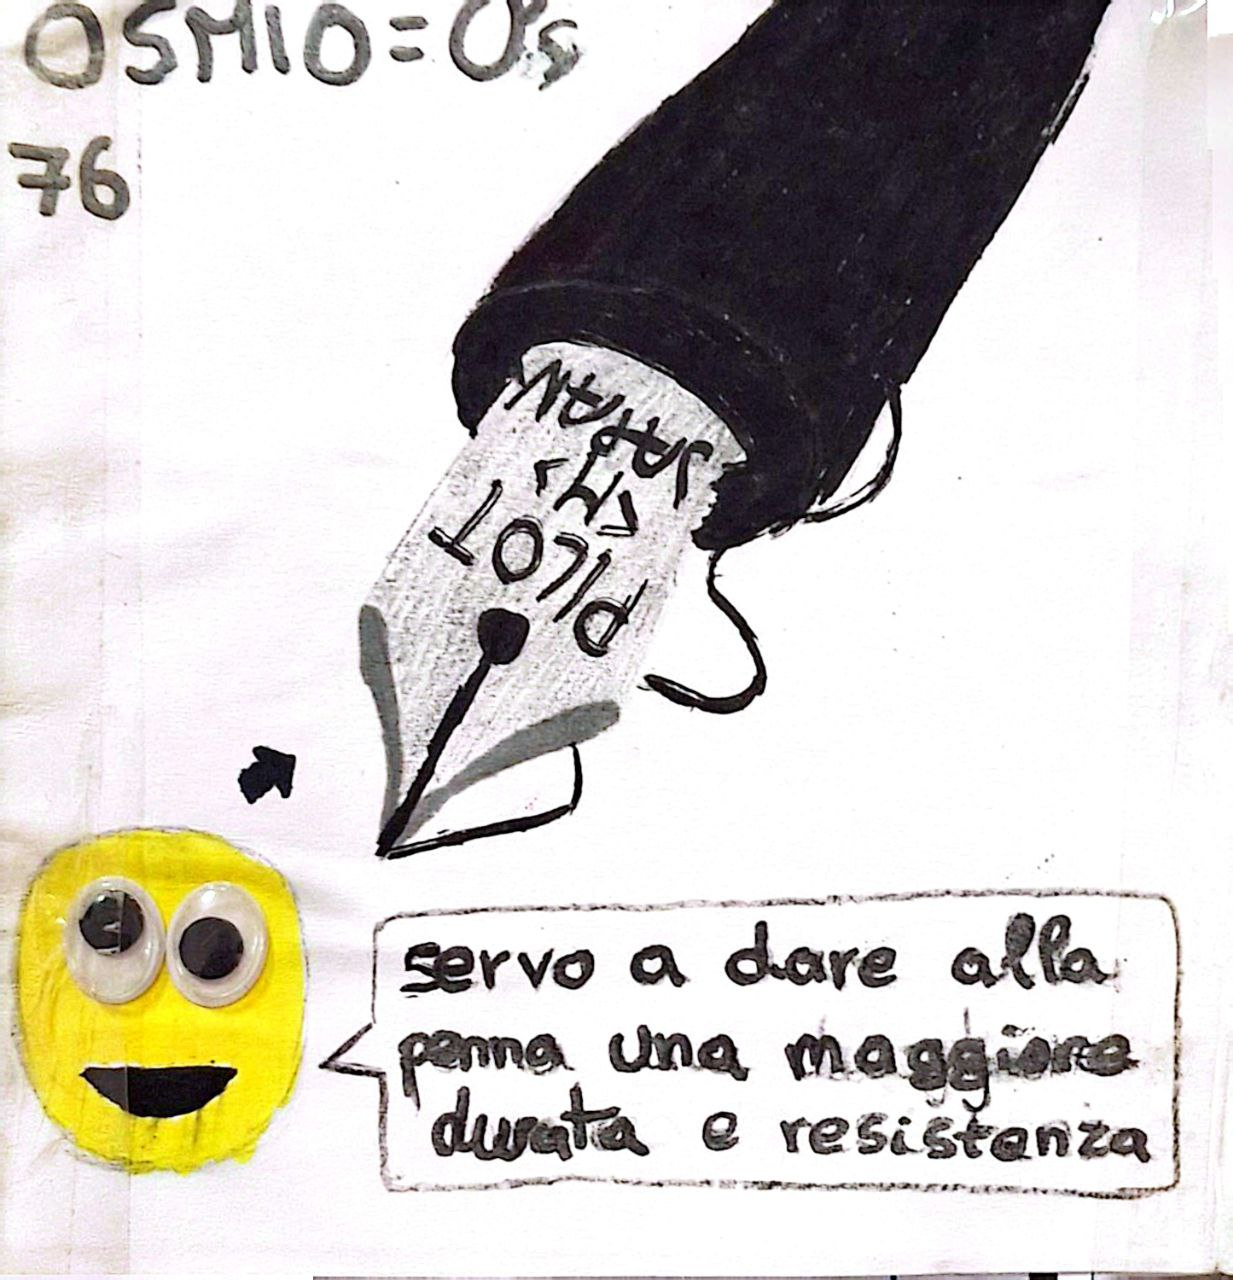 OSMIO=Os
76
JAPAN
<M>
PILOT
servo a dare alla
penna una maggiore
durata e resistenza